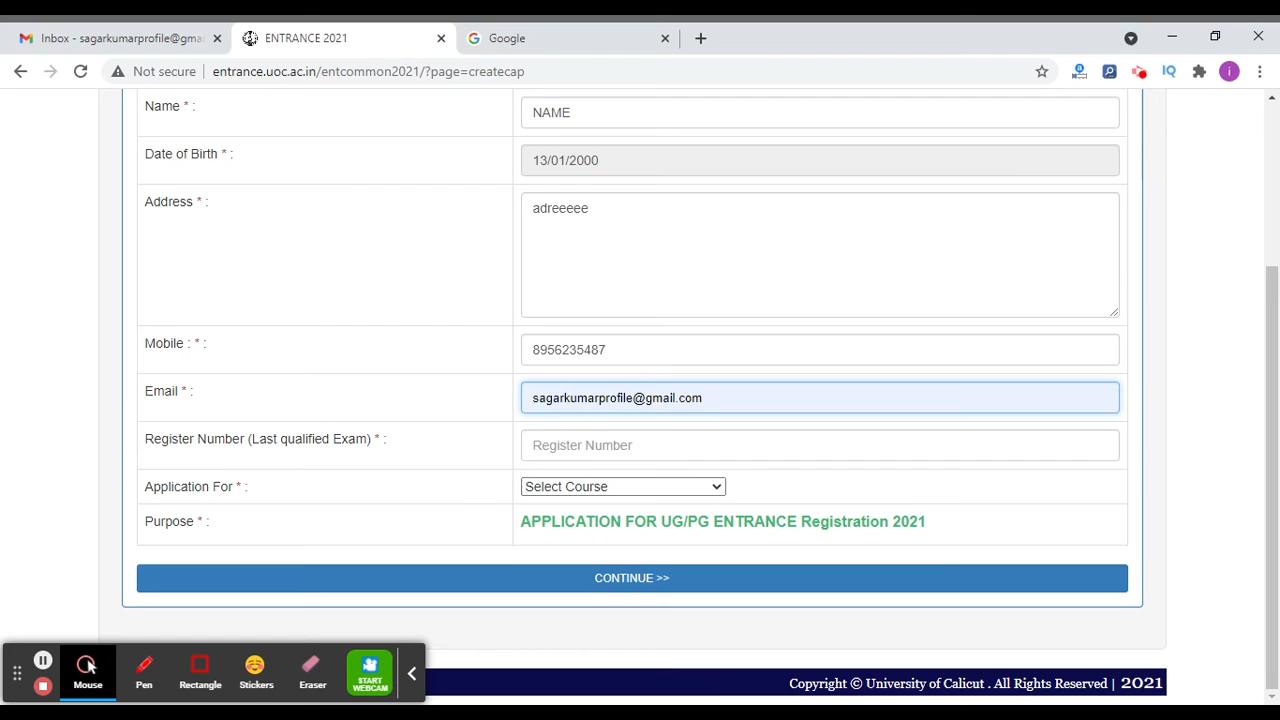 Inbox - sagarkumarprofile@gma
ENTRANCE 2021
Google
Not secure
entrance.uoc.ac.in/entcommon2021/?page=createcap
IQ
i
Name * :
NAME
Date of Birth * :
13/01/2000
Address * :
adreeeee
Mobile : * :
8956235487
Email * :
sagarkumarprofile@gmail.com
Register Number (Last qualified Exam) * :
Register Number
Application For * :
Select Course
Purpose * :
APPLICATION FOR UG/PG ENTRANCE Registration 2021
CONTINUE >>
Mouse
Pen
Rectangle
Stickers
Eraser
START
WEBCAM
Copyright © University of Calicut . All Rights Reserved | 2021